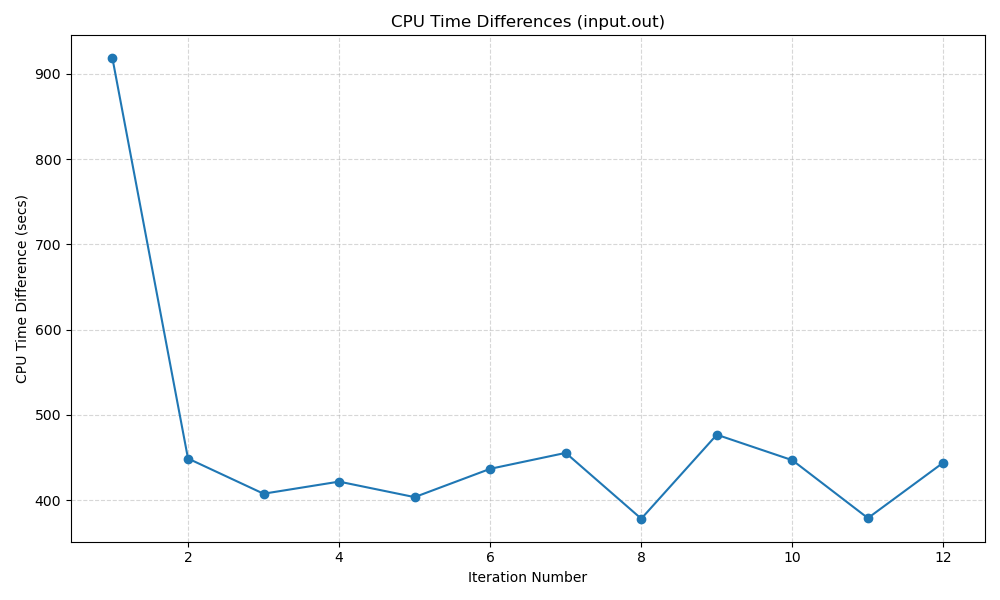 CPU Time Differences (input.out)
CPU Time Difference (secs)
900
800
700
600
500
400
2 4 6 8 10 12
Iteration Number